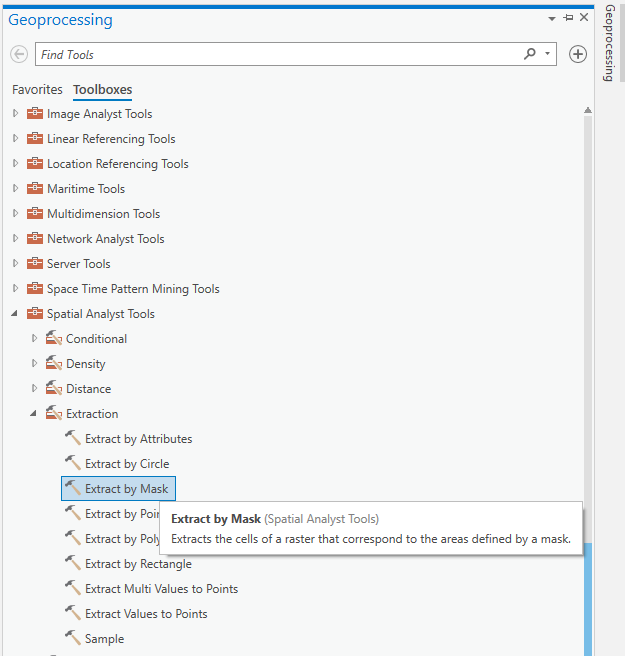 Geoprocessing
Geoprocessing
Find Tools
Favorites Toolboxes
Image Analyst Tools
Linear Referencing Tools
Location Referencing Tools
Maritime Tools
Multidimension Tools
Network Analyst Tools
Server Tools
Space Time Pattern Mining Tools
Spatial Analyst Tools
Conditional
Density
Distance
Extraction
Extract by Attributes
Extract by Circle
Extract by Mask
Extract by Poi
Extract by Mask (Spatial Analyst Tools)
Extract by Poly
Extracts the cells of a raster that correspond to the areas defined by a mask.
Extract by Rectangle
Extract Multi Values to Points
Extract Values to Points
Sample